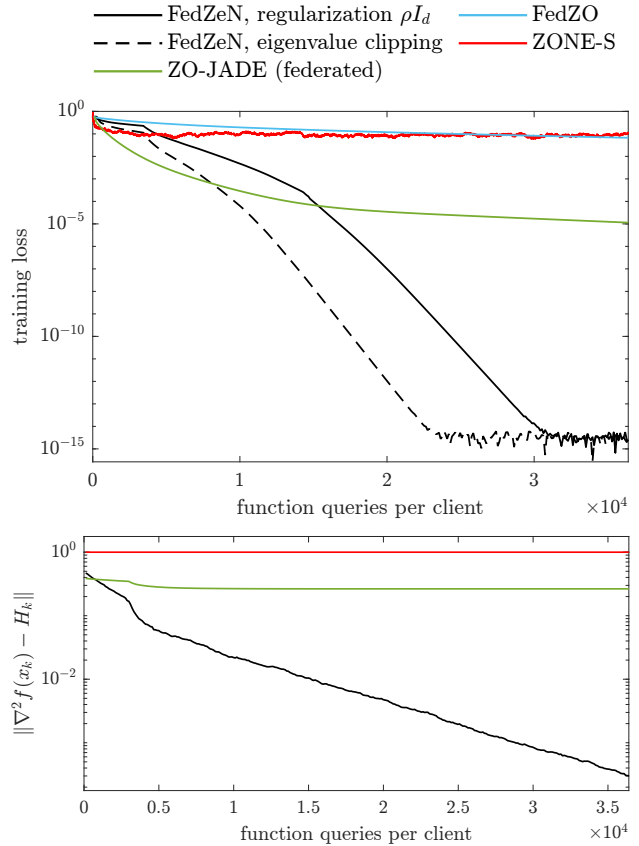 FedZeN, regularization ρI_d
FedZO
FedZeN, eigenvalue clipping
ZONE-S
ZO-JADE (federated)
10^0
10^-5
10^-10
10^-15
training loss
0 1 2 3
×10^4
function queries per client
10^0
10^-2
‖∇²f(x_k) − H_k‖
0 0.5 1 1.5 2 2.5 3 3.5
×10^4
function queries per client